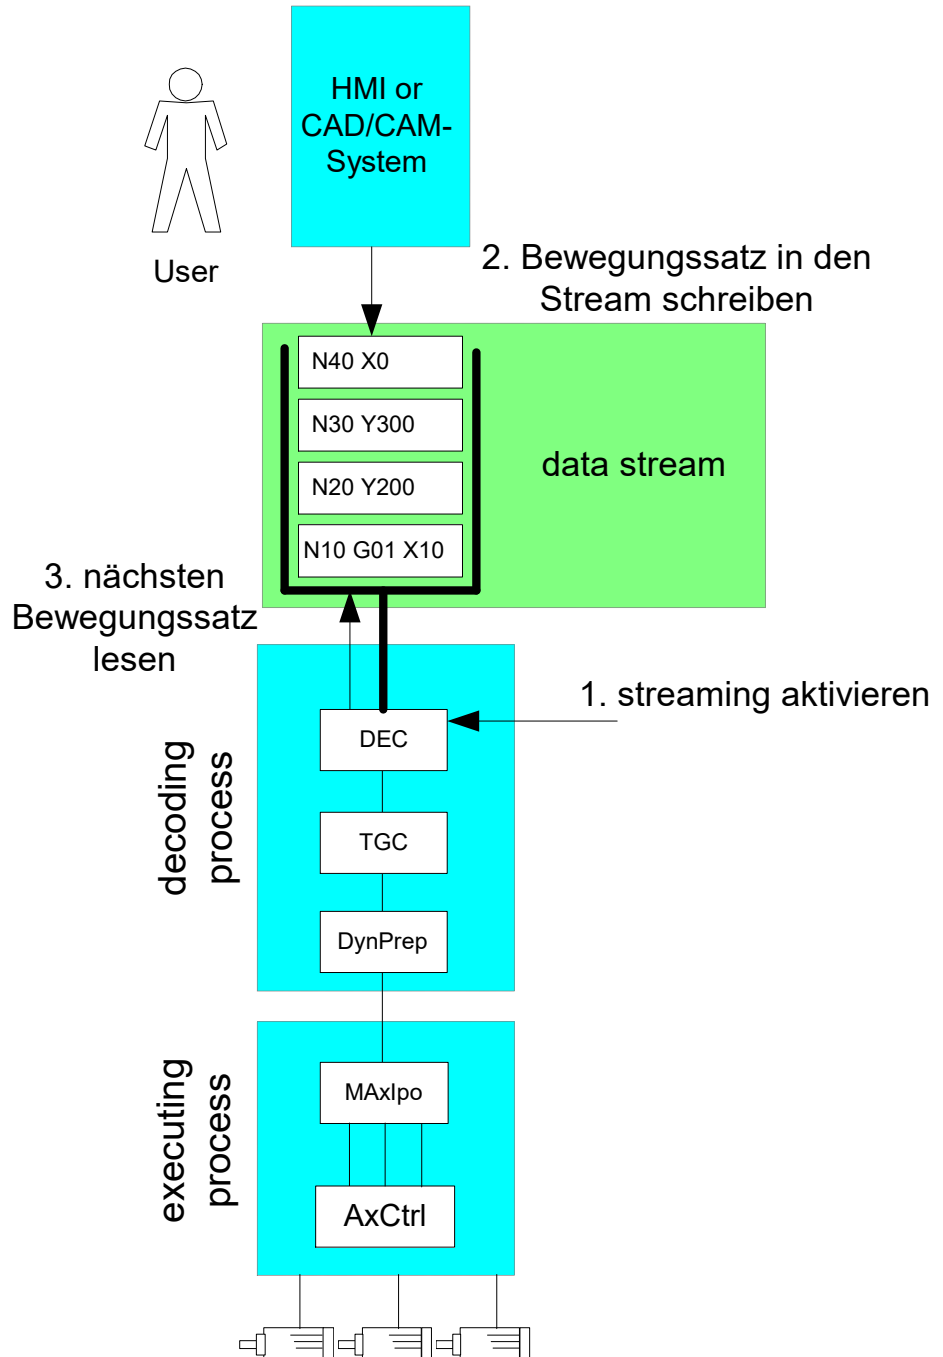 HMI or
CAD/CAM-
System
User
2. Bewegungssatz in den
Stream schreiben
N40 X0
N30 Y300
N20 Y200
N10 G01 X10
data stream
3. nächsten
Bewegungssatz
lesen
1. streaming aktivieren
decoding
process
DEC
TGC
DynPrep
executing
process
MAxIpo
AxCtrl